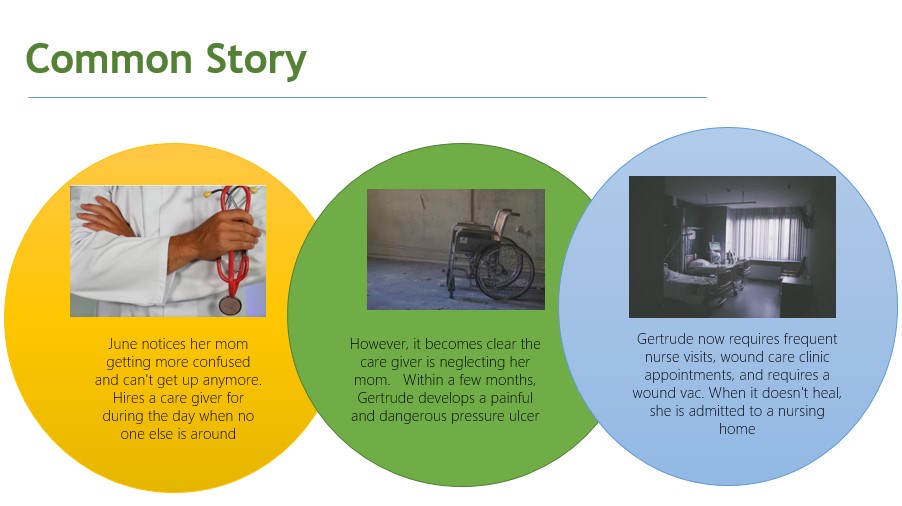 Common Story
June notices her mom
getting more confused
and can't get up anymore.
Hires a care giver for
during the day when no
one else is around
However, it becomes clear the
care giver is neglecting her
mom.   Within a few months,
Gertrude develops a painful
and dangerous pressure ulcer
Gertrude now requires frequent
nurse visits, wound care clinic
appointments, and requires a
wound vac. When it doesn't heal,
she is admitted to a nursing
home